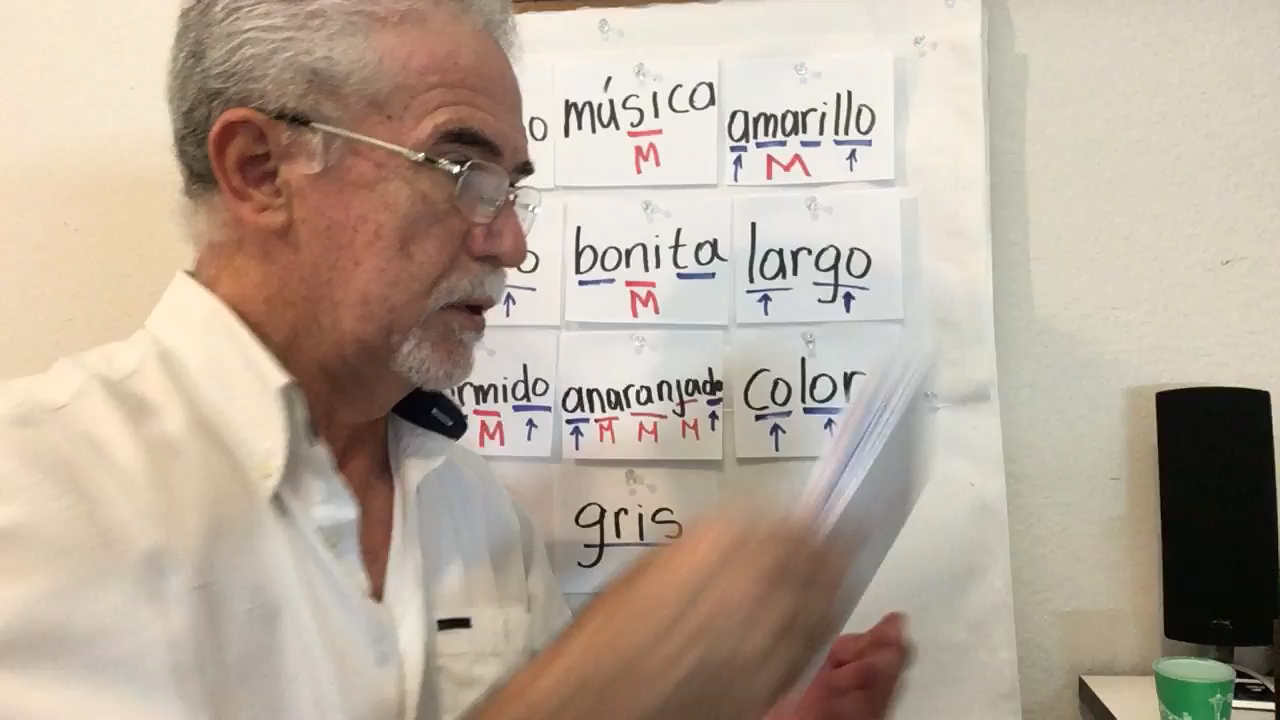 música
M
amarillo
M
bonita
M
largo
M
anaranjado
M M M
color
gris